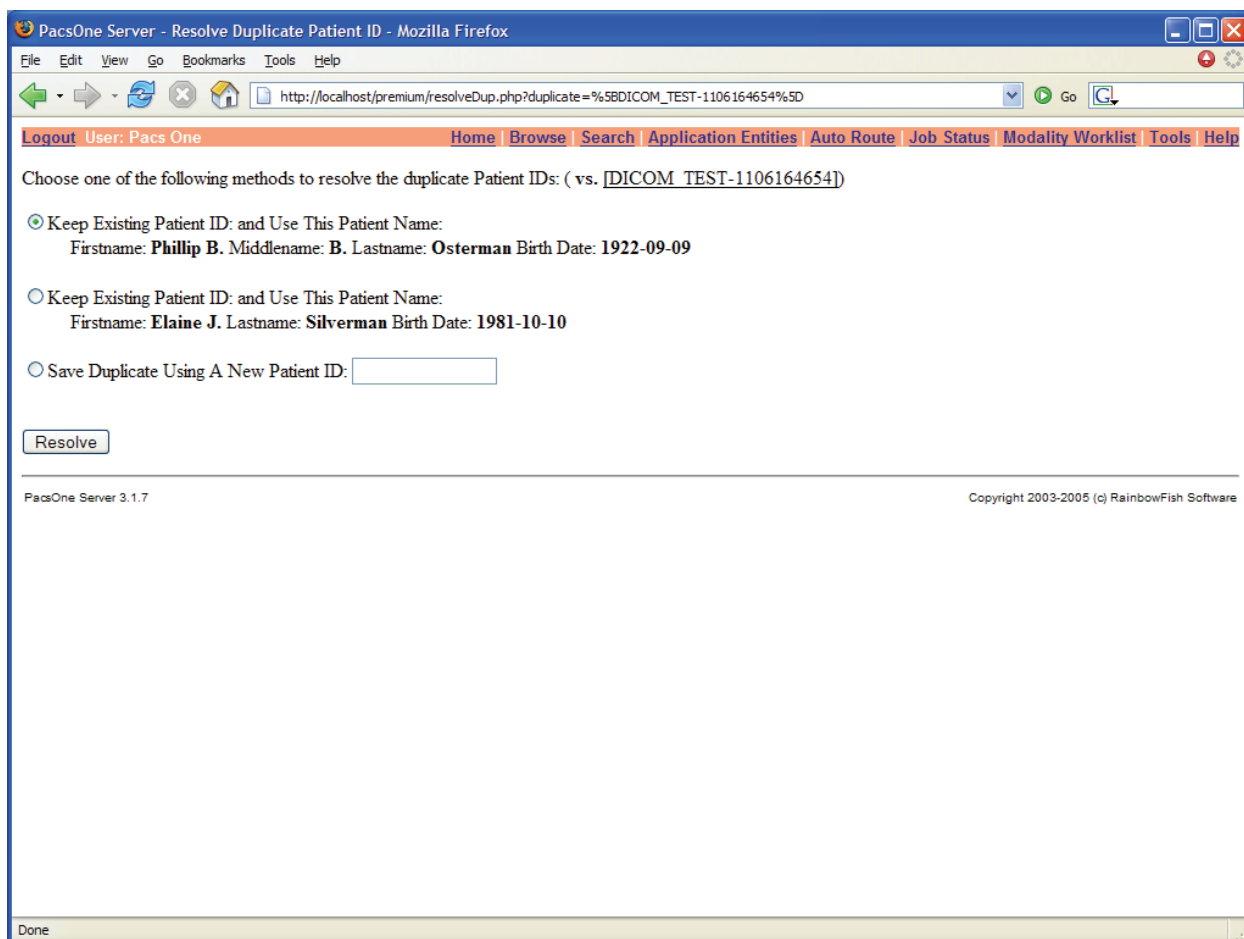 PacsOne Server - Resolve Duplicate Patient ID - Mozilla Firefox
File Edit View Go Bookmarks Tools Help
http://localhost/premium/resolveDup.php?duplicate=%5BDICOM_TEST-1106164654%5D Go G
Logout User: Pacs One Home | Browse | Search | Application Entities | Auto Route | Job Status | Modality Worklist | Tools | Help
Choose one of the following methods to resolve the duplicate Patient IDs: ( vs. [DICOM_TEST-1106164654])
Keep Existing Patient ID: and Use This Patient Name:
Firstname: Phillip B. Middlename: B. Lastname: Osterman Birth Date: 1922-09-09
Keep Existing Patient ID: and Use This Patient Name:
Firstname: Elaine J. Lastname: Silverman Birth Date: 1981-10-10
Save Duplicate Using A New Patient ID:
Resolve
PacsOne Server 3.1.7 Copyright 2003-2005 (c) RainbowFish Software
Done